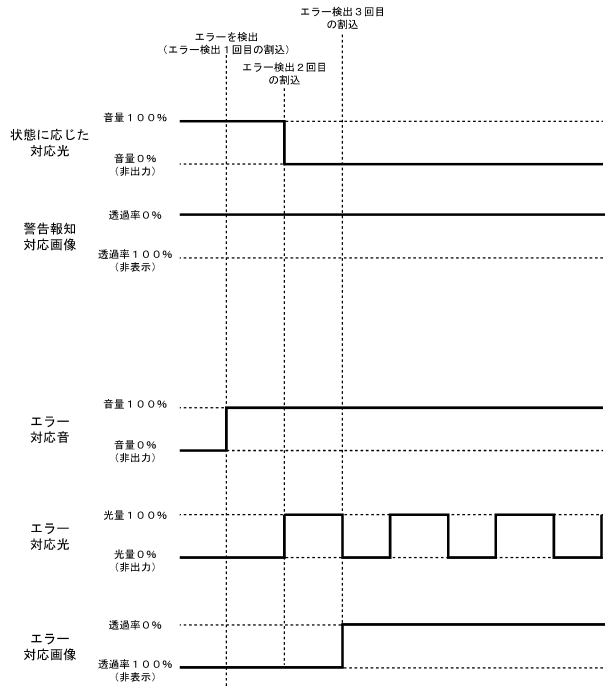 エラー検出３回目
の割込
エラーを検出
（エラー検出１回目の割込）
エラー検出２回目
の割込
状態に応じた
対応光
音量１００％
音量０％
（非出力）
警告報知
対応画像
透過率０％
透過率１００％
（非表示）
エラー
対応音
音量１００％
音量０％
（非出力）
エラー
対応光
光量１００％
光量０％
（非出力）
エラー
対応画像
透過率０％
透過率１００％
（非表示）